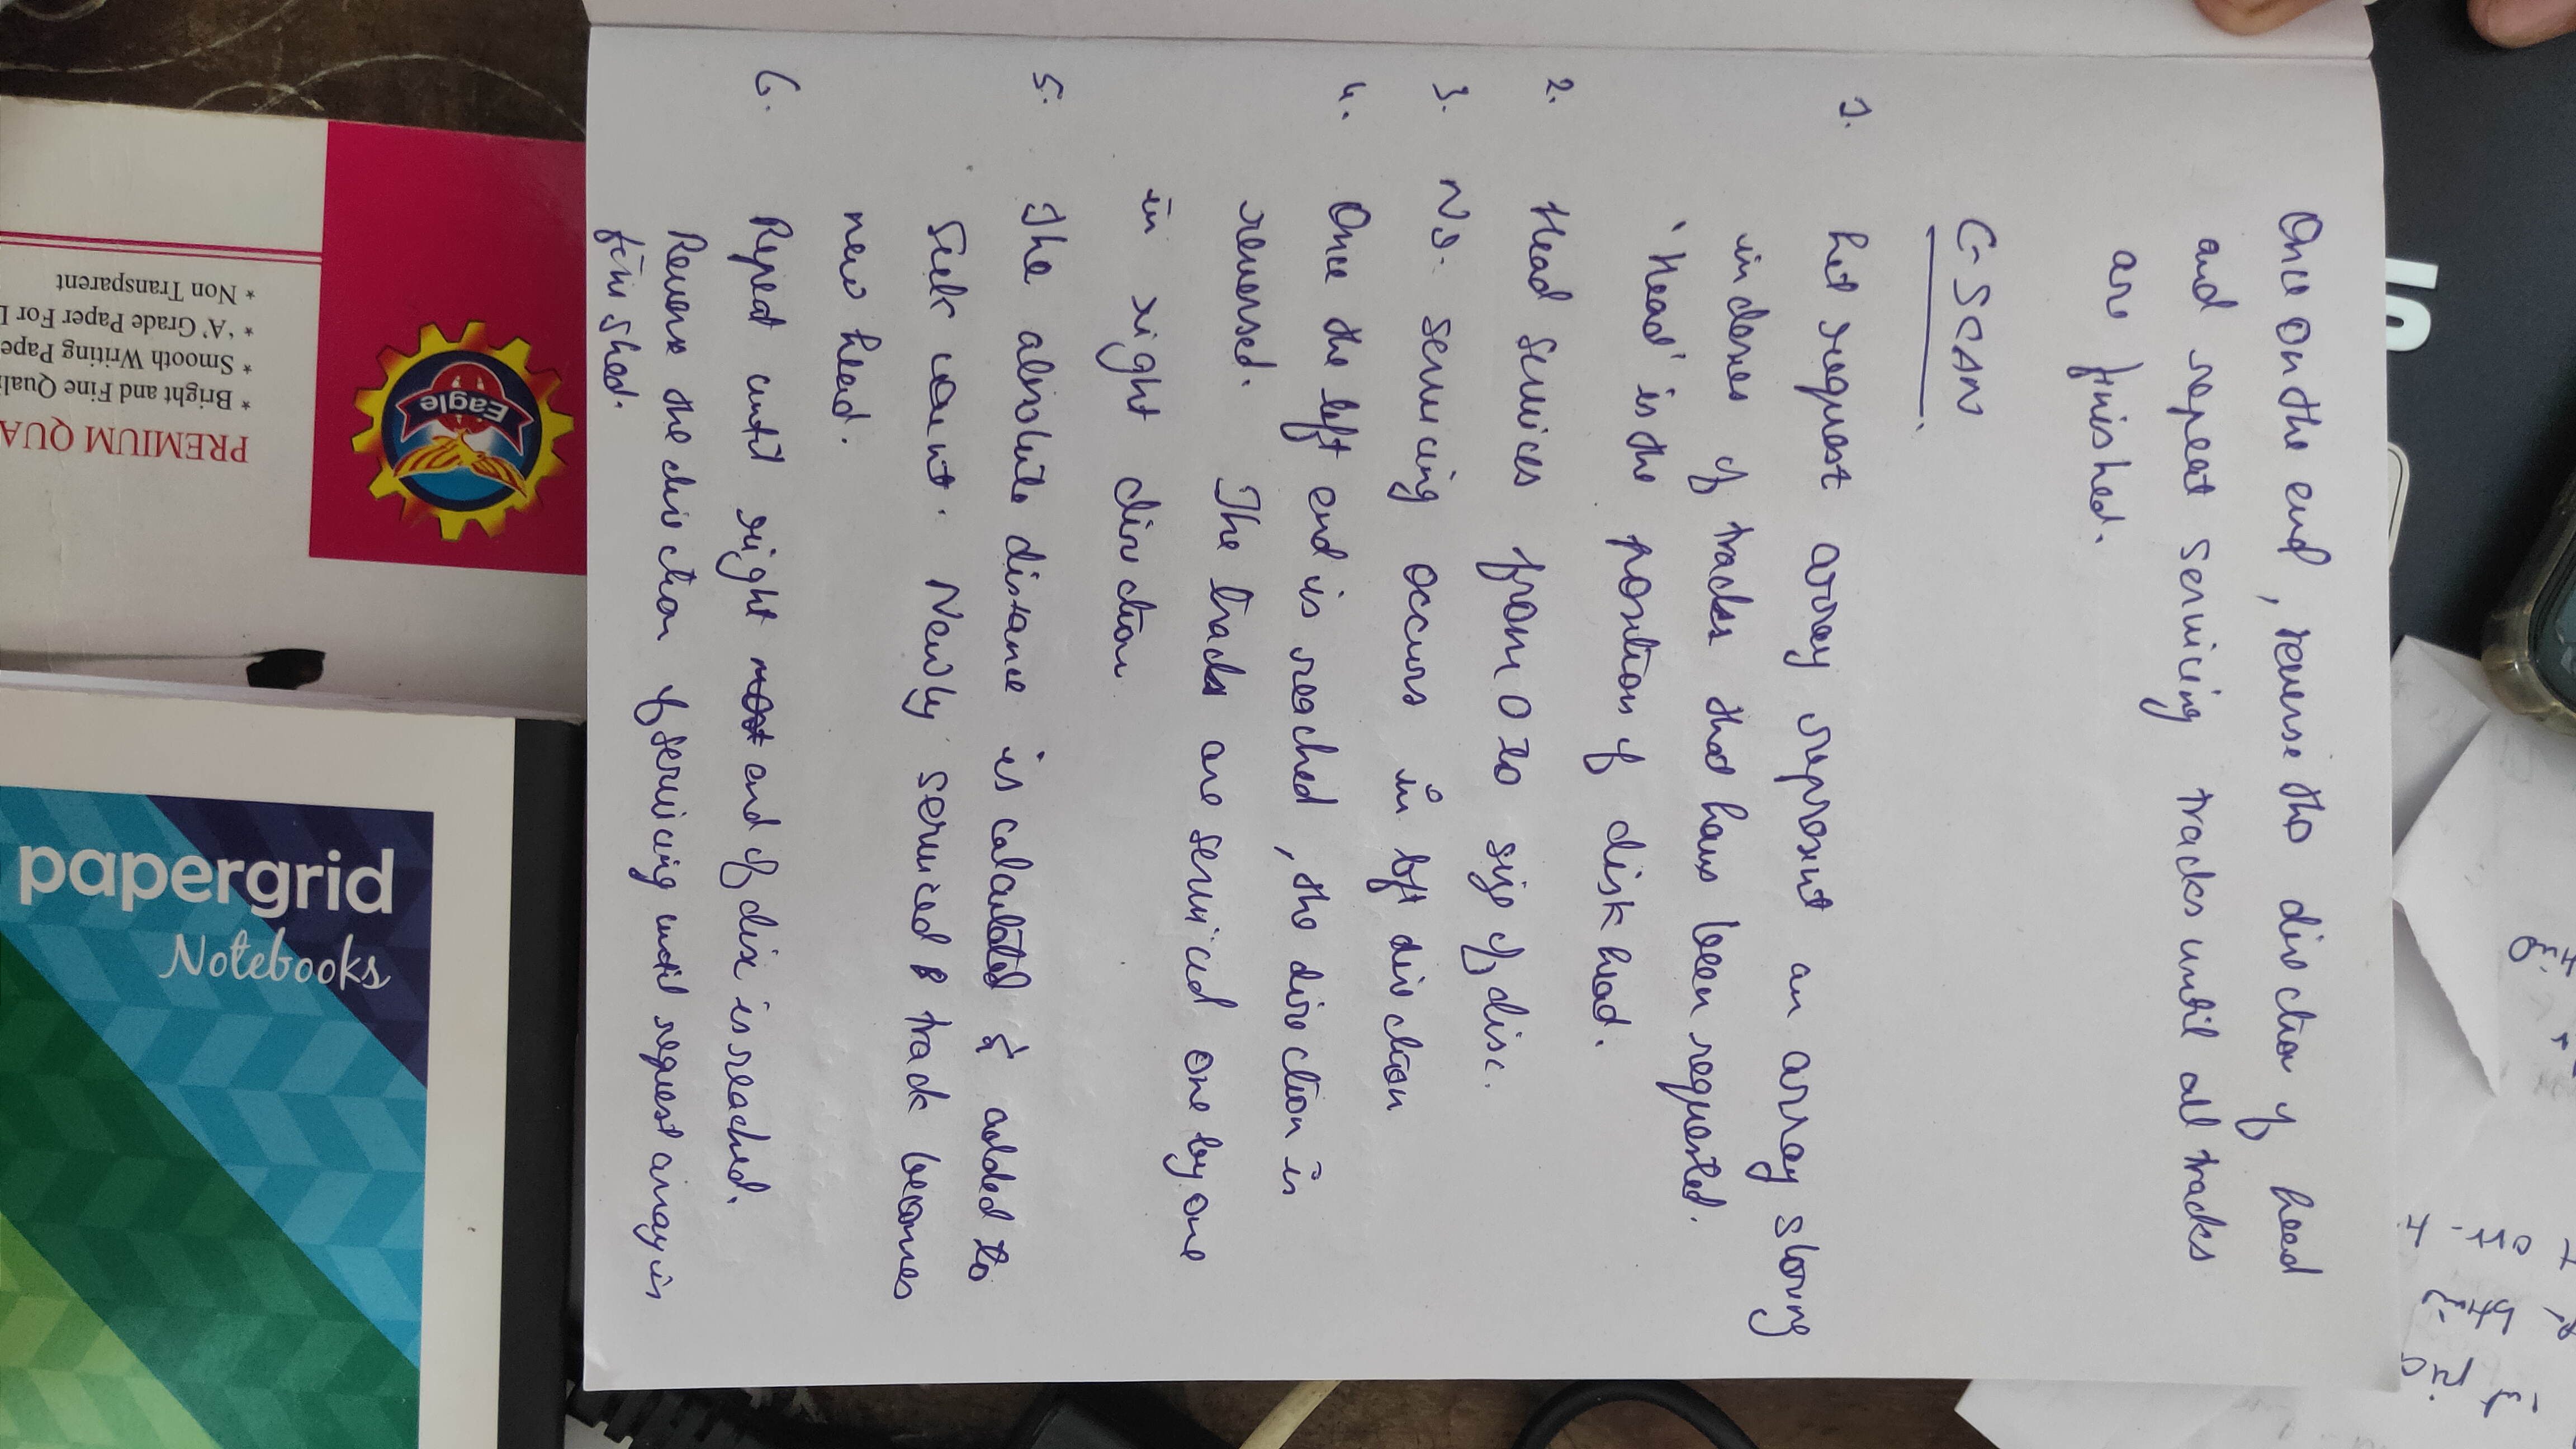 Once on the end, reverse the direction of head
and repeat servicing tracks until all tracks
are finished.
C-SCAN
1. Let request array represent an array storing
indexes of tracks that have been requested.
'Head' is the position of disk head.
2. Head services from 0 to size of disc.
3. No. servicing occurs in left direction
4. Once the left end is reached, the direction is
reversed. The tracks are serviced one by one
in right direction
5. The absolute distance is calculated & added to
seek count. Newly serviced track becomes
new head.
6. Repeat until right end of disk is reached.
Reverse the direction of servicing until request array is
finished.
Eagle
PREMIUM QUA
* Bright and Fine Quali
* Smooth Writing Pape
* 'A' Grade Paper For
* Non Transparent
papergrid
Notebooks